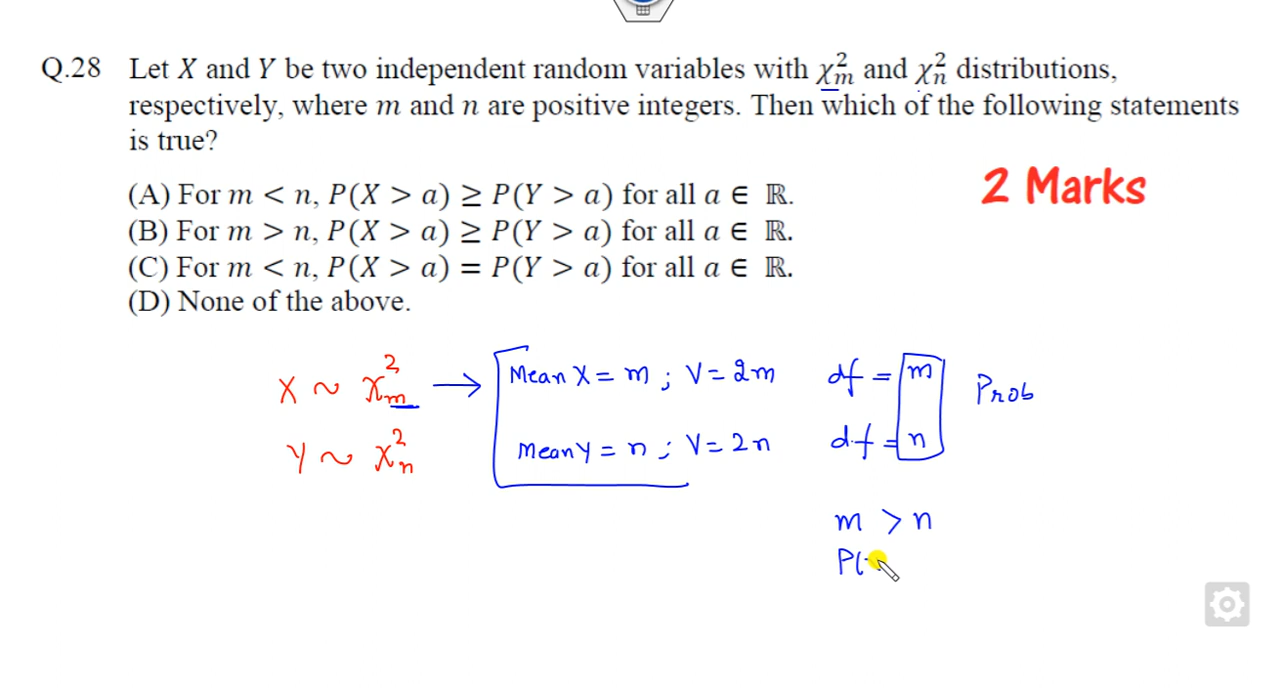 Q.28 Let X and Y be two independent random variables with χ²ₘ and χ²ₙ distributions,
respectively, where m and n are positive integers. Then which of the following statements
is true?
(A) For m < n, P(X > a) ≥ P(Y > a) for all a ∈ ℝ.
(B) For m > n, P(X > a) ≥ P(Y > a) for all a ∈ ℝ.
(C) For m < n, P(X > a) = P(Y > a) for all a ∈ ℝ.
(D) None of the above.
2 Marks
X ~ χ²ₘ → Mean X = m ; V = 2m df = m Prob
Y ~ χ²ₙ Mean Y = n ; V = 2n d.f = n
m > n
P(